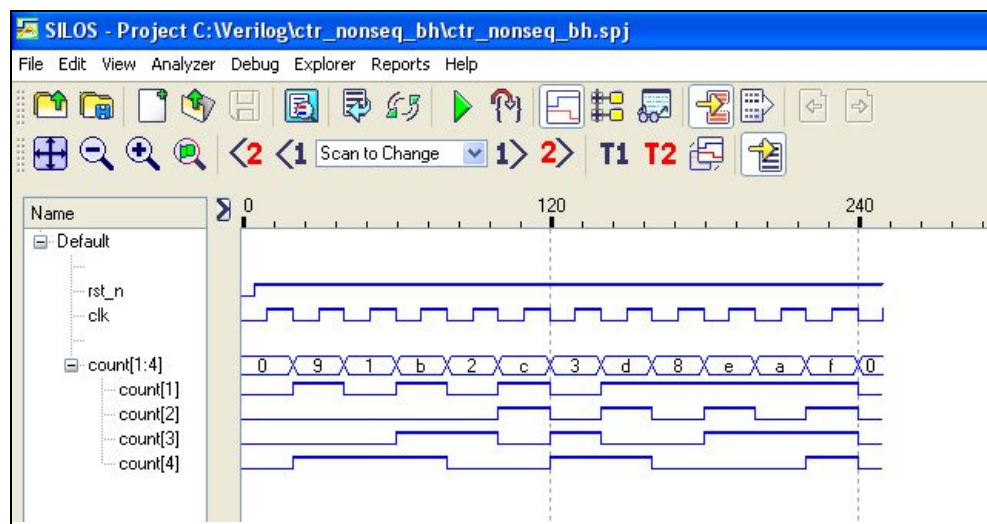 SILOS - Project C:\Verilog\ctr_nonseq_bh\ctr_nonseq_bh.spj
File Edit View Analyzer Debug Explorer Reports Help
<2 <1 Scan to Change 1> 2> T1 T2
Name Σ 0 120 240
Default
rst_n
clk
count[1:4] 0 9 1 b 2 c 3 d 8 e a f 0
count[1]
count[2]
count[3]
count[4]